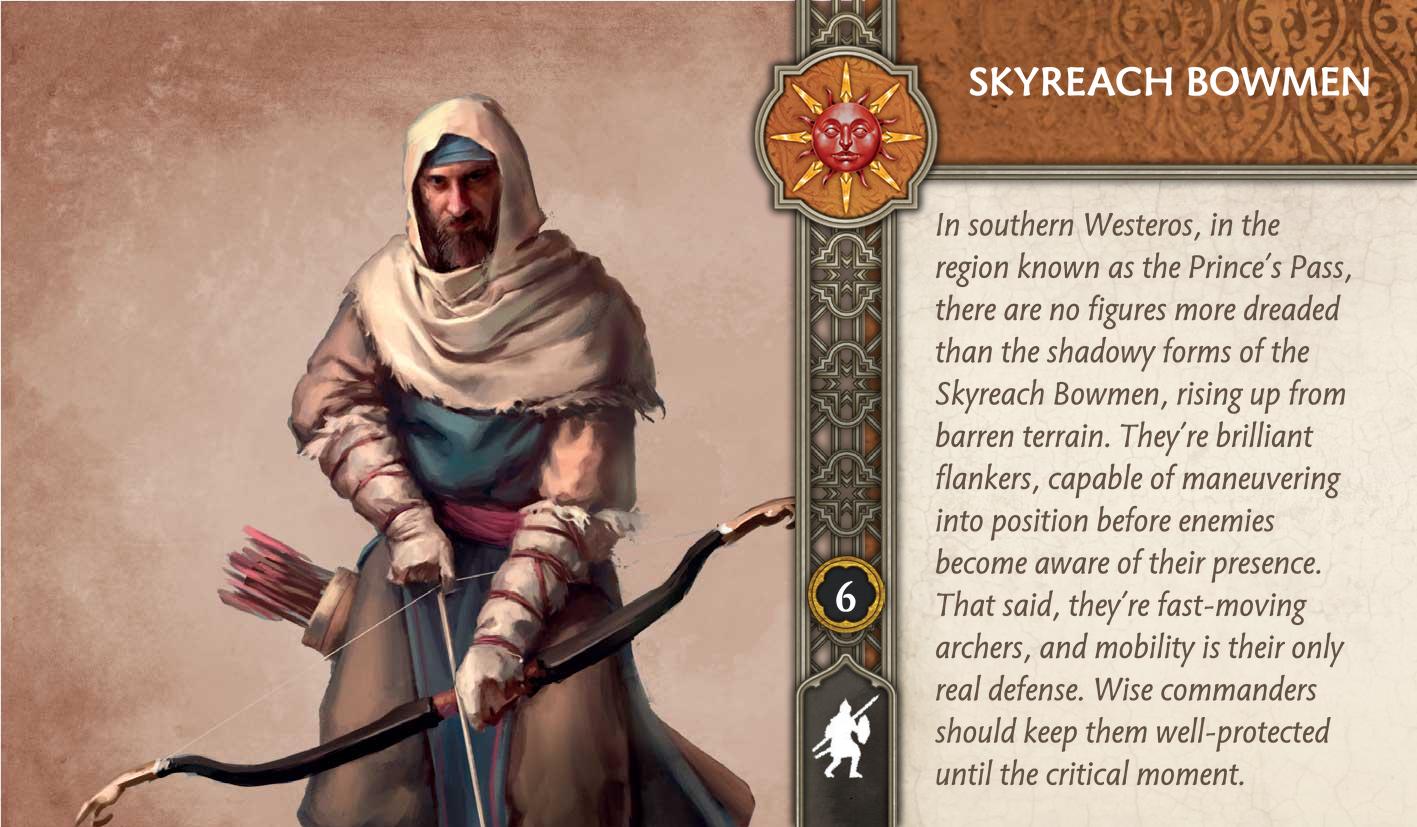 SKYREACH BOWMEN
In southern Westeros, in the
region known as the Prince's Pass,
there are no figures more dreaded
than the shadowy forms of the
Skyreach Bowmen, rising up from
barren terrain. They're brilliant
flankers, capable of maneuvering
into position before enemies
become aware of their presence.
That said, they're fast-moving
archers, and mobility is their only
real defense. Wise commanders
should keep them well-protected
until the critical moment.
6